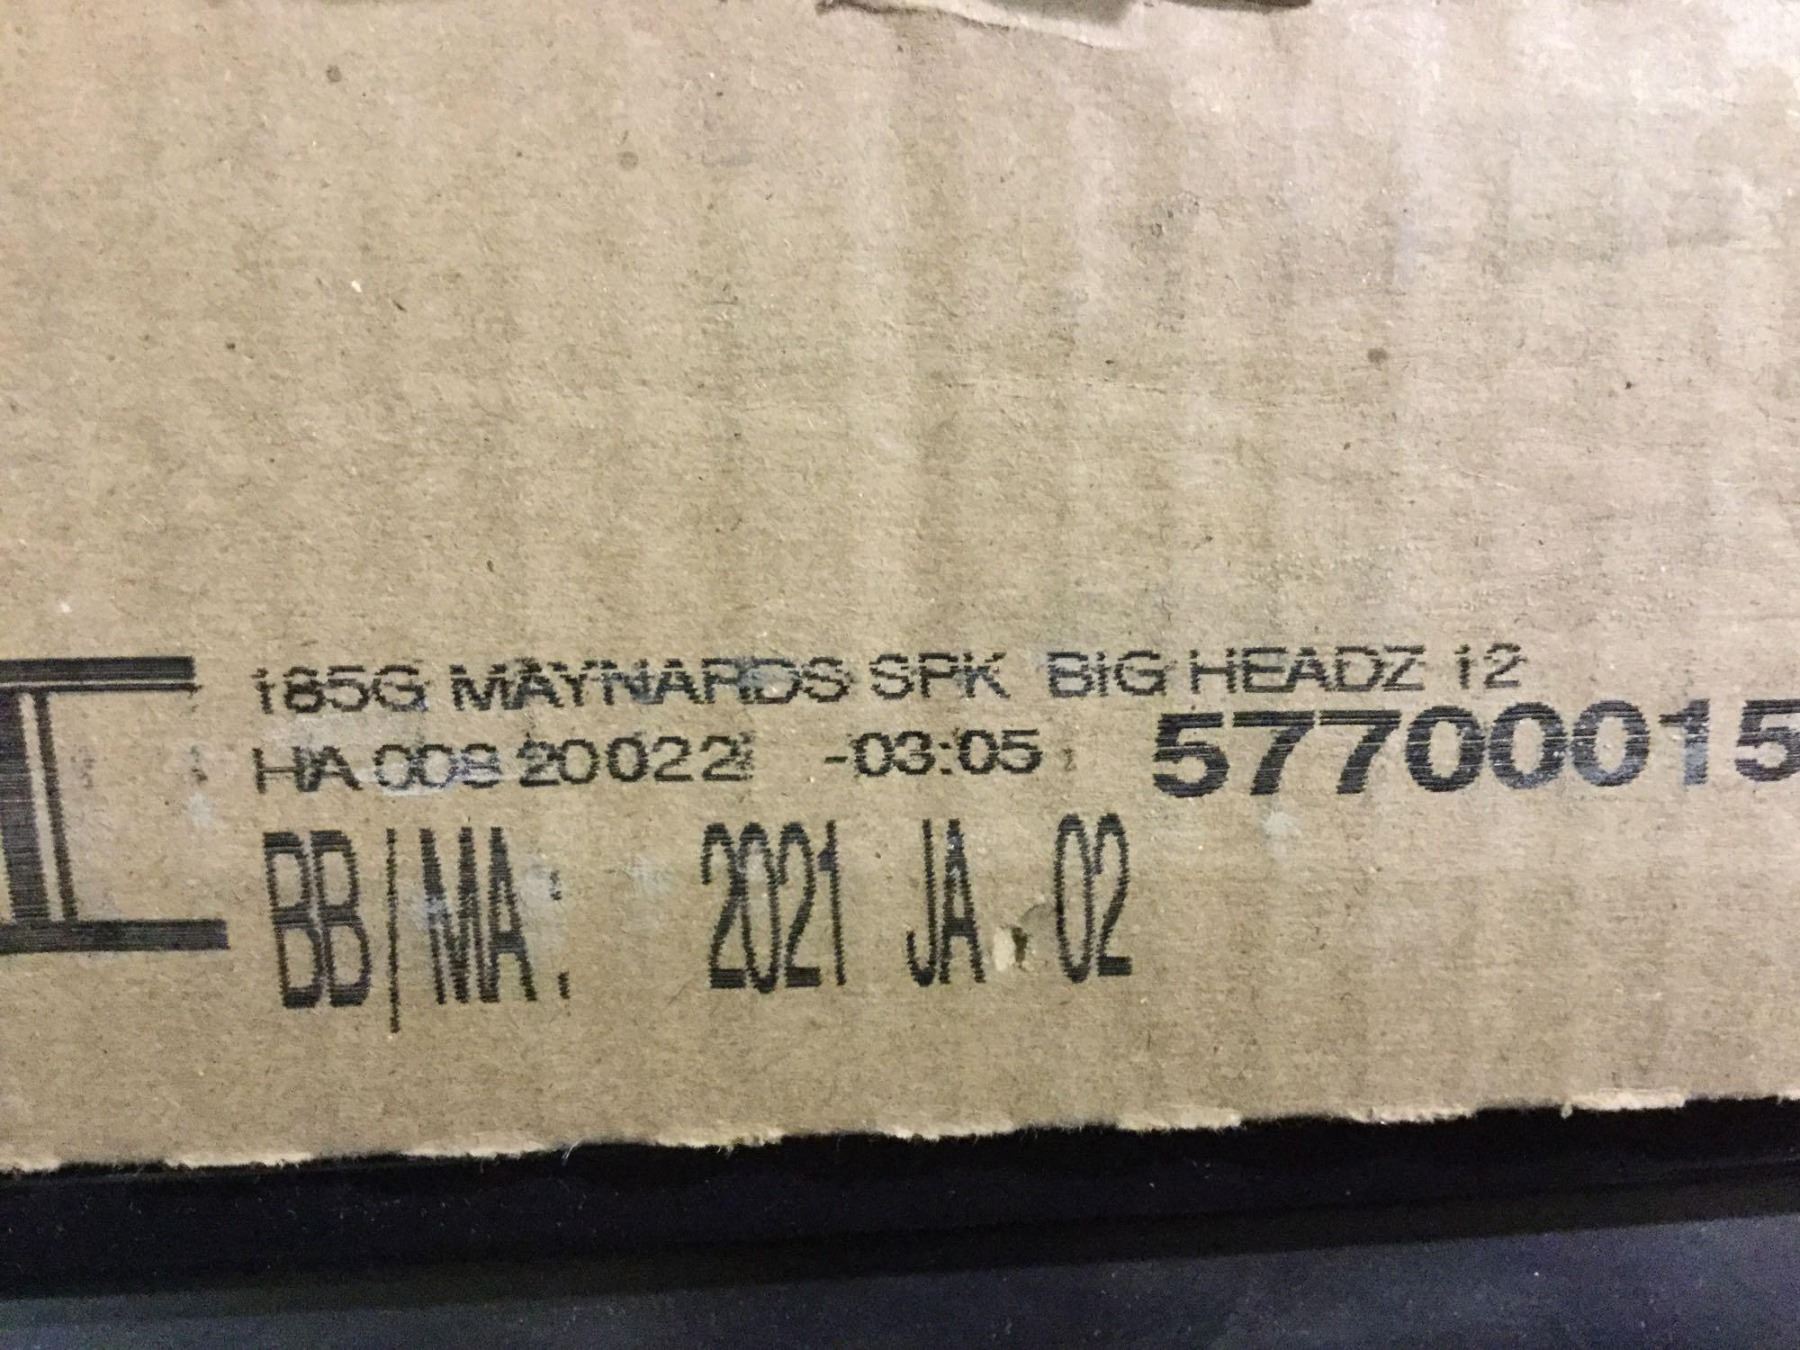 185G MAYNARDS SPK BIG HEADZ 12
HA 008 20022 -03:05 57700015
BB/MA: 2021 JA. 02